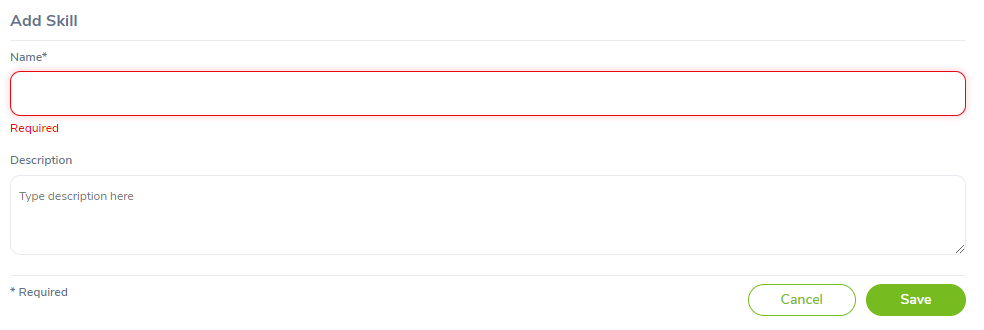 Add Skill
Name*
Required
Description
Type description here
* Required
Cancel
Save